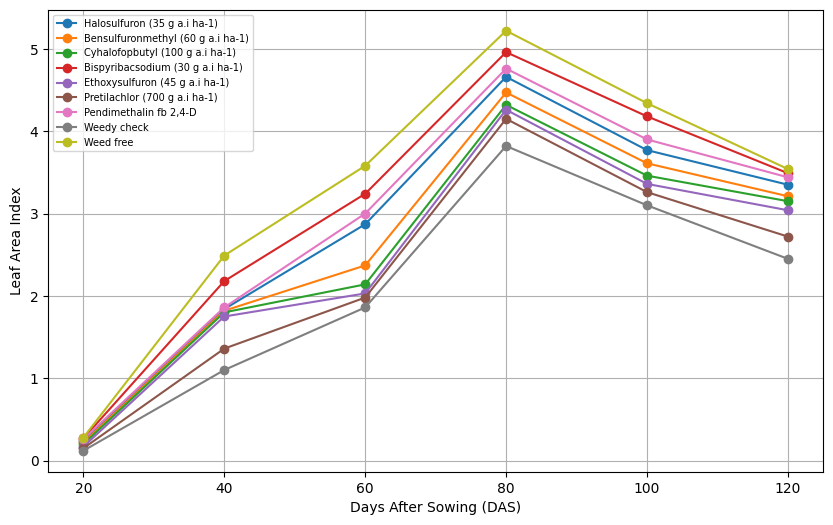 Halosulfuron (35 g a.i ha-1)
Bensulfuronmethyl (60 g a.i ha-1)
Cyhalofopbutyl (100 g a.i ha-1)
Bispyribacsodium (30 g a.i ha-1)
Ethoxysulfuron (45 g a.i ha-1)
Pretilachlor (700 g a.i ha-1)
Pendimethalin fb 2,4-D
Weedy check
Weed free
Leaf Area Index
5
4
3
2
1
0
20 40 60 80 100 120
Days After Sowing (DAS)